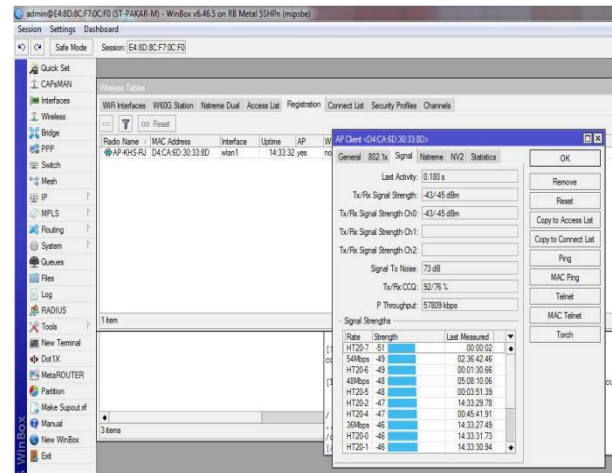 admin@E4:8D:8C:F7:0C:F0 (ST-PAKAR-M) - WinBox v6.46.5 on RB Metal 5SHPn (mipsbe)
Session Settings Dashboard
Safe Mode Session: E4:8D:8C:F7:0C:F0
Quick Set
CAPsMAN
Interfaces
Wireless
Bridge
PPP
Switch
Mesh
IP
MPLS
Routing
System
Queues
Files
Log
RADIUS
Tools
New Terminal
Dot1X
MetaROUTER
Partition
Make Supout.rif
Manual
New WinBox
Exit
WinBox
Wireless Tables
WiFi Interfaces W60G Station Nstreme Dual Access List Registration Connect List Security Profiles Channels
Reset
Radio Name MAC Address Interface Uptime AP W
AP-KHS-RJ D4:CA:6D:30:33:8D wlan1 14:33:32 yes no
1 item
3 items
AP Client <D4:CA:6D:30:33:8D>
General 802.1x Signal Nstreme NV2 Statistics
Last Activity: 0.180 s
Tx/Rx Signal Strength: -43/-45 dBm
Tx/Rx Signal Strength Ch0: -43/-45 dBm
Tx/Rx Signal Strength Ch1:
Tx/Rx Signal Strength Ch2:
Signal To Noise: 73 dB
Tx/Rx CCQ: 92/76 %
P Throughput: 57809 kbps
Signal Strengths
Rate Strength Last Measured
HT20-7 -51 00:00:02
54Mbps -49 02:36:42.46
HT20-6 -49 00:01:30.66
48Mbps -48 05:08:10.06
HT20-5 -48 00:03:51.39
HT20-2 -47 14:33:29.78
HT20-4 -47 00:45:41.91
36Mbps -46 14:33:27.49
HT20-0 -46 14:33:31.73
HT20-1 -46 14:33:30.94
OK
Remove
Reset
Copy to Access List
Copy to Connect List
Ping
MAC Ping
Telnet
MAC Telnet
Torch